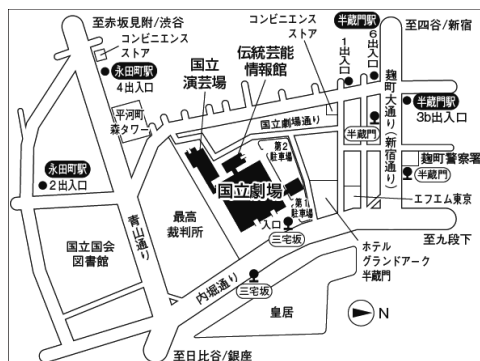 至赤坂見附/渋谷
コンビニエンス
ストア
永田町駅
4出入口
平河町
森タワー
永田町駅
2出入口
国立国会
図書館
青山通り
最高
裁判所
国立
演芸場
伝統芸能
情報館
コンビニエンス
ストア
国立劇場通り
第2
駐車場
国立劇場
第1
駐車場
入口
三宅坂
三宅坂
内堀通り
皇居
至日比谷/銀座
半蔵門駅
1出入口
6出入口
至四谷/新宿
麹町大通り(新宿通り)
半蔵門駅
3b出入口
半蔵門
麹町警察署
半蔵門
エフエム東京
至九段下
ホテル
グランドアーク
半蔵門
N